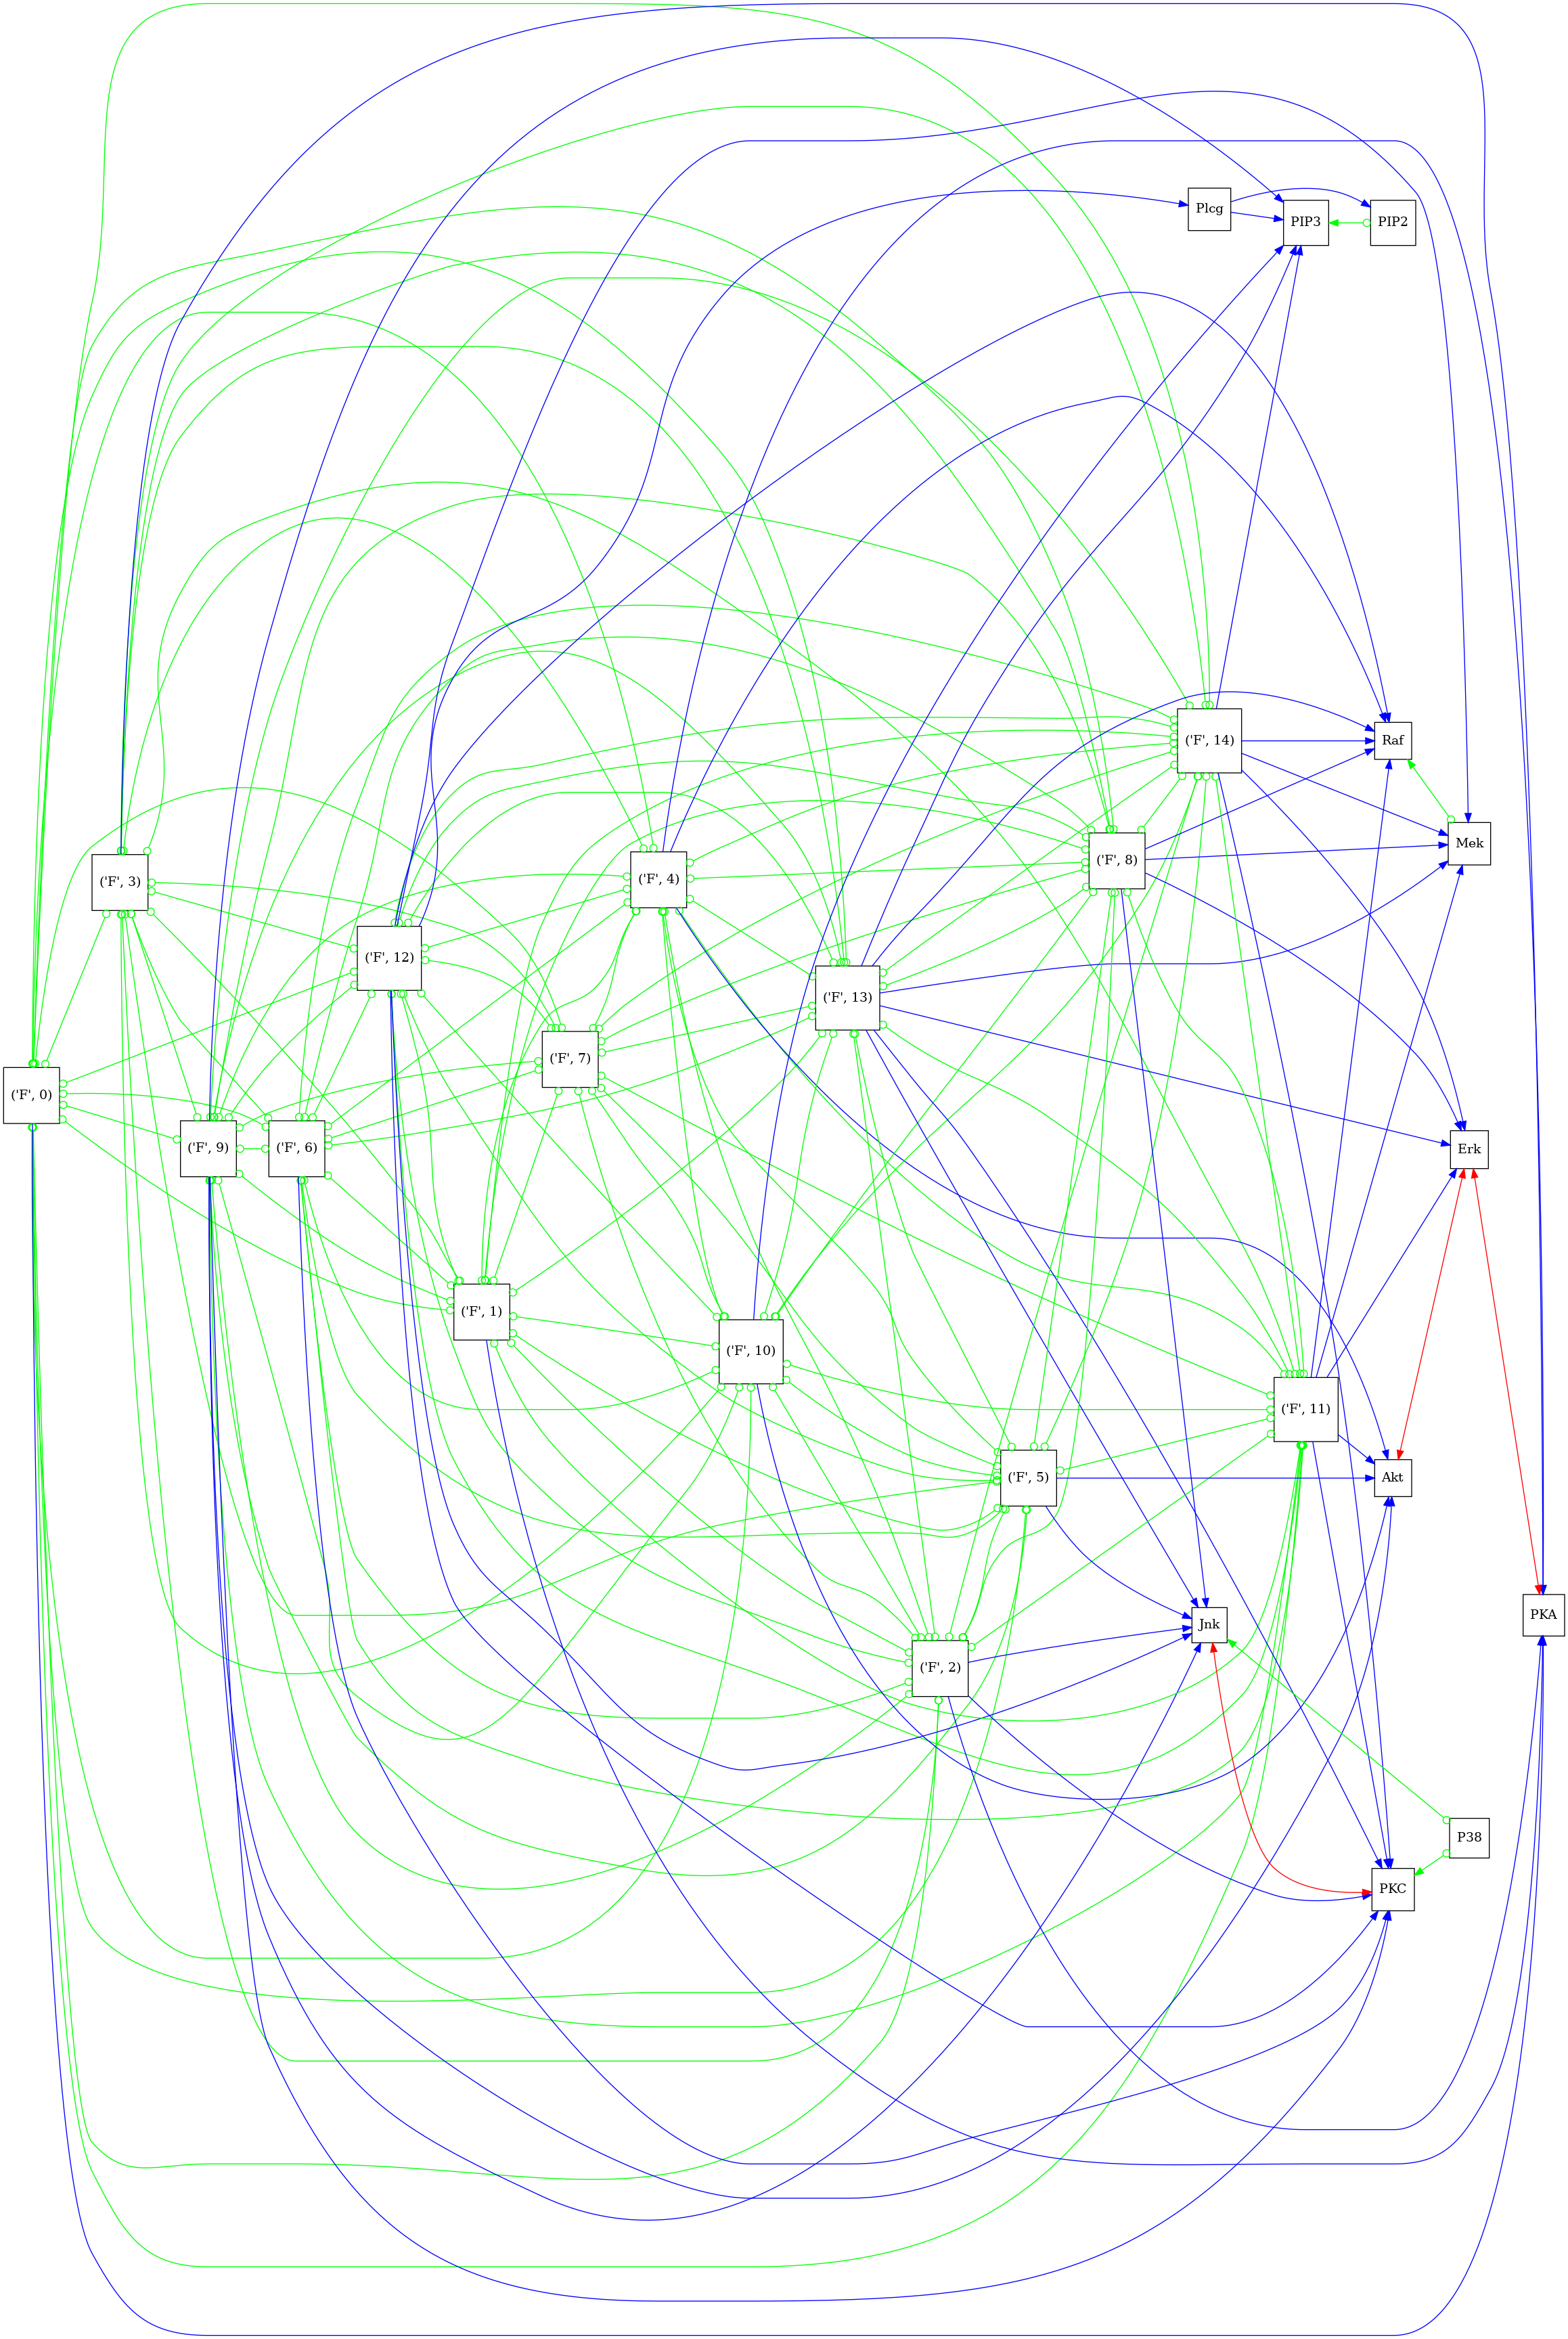 Plcg
PIP3
PIP2
('F', 14)
Raf
Mek
('F', 8)
('F', 3)
('F', 4)
('F', 12)
('F', 13)
('F', 7)
('F', 0)
('F', 9)
('F', 6)
Erk
('F', 1)
('F', 10)
('F', 11)
('F', 5)
Akt
PKA
Jnk
('F', 2)
P38
PKC